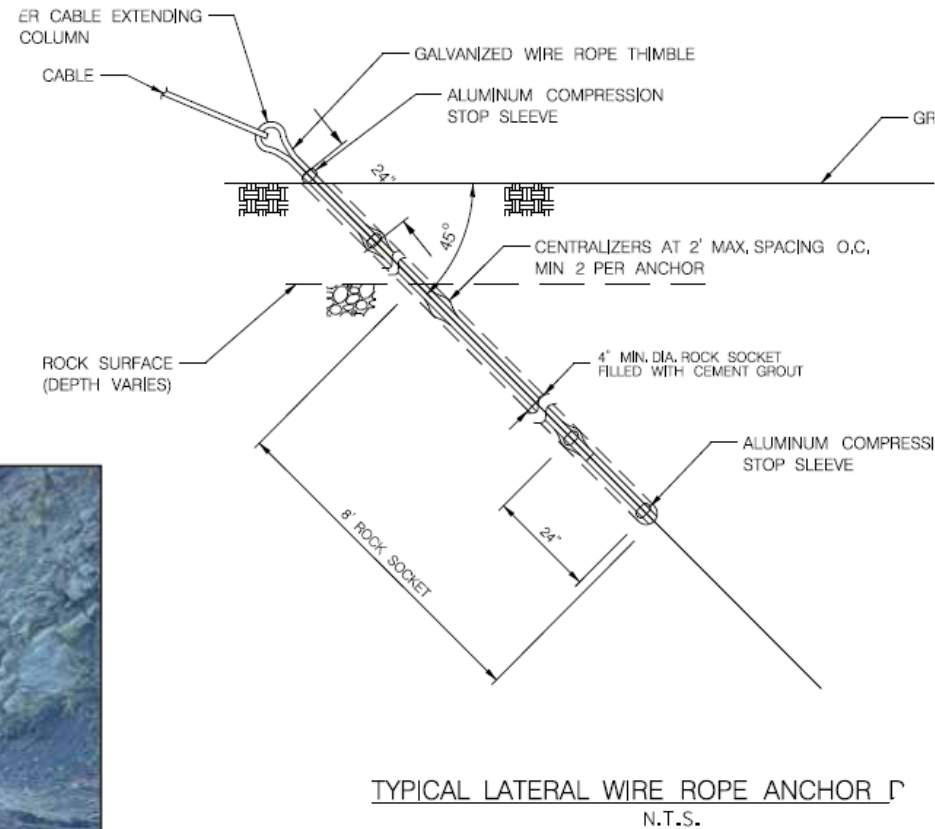 ER CABLE EXTENDING
COLUMN
CABLE
GALVANIZED WIRE ROPE THIMBLE
ALUMINUM COMPRESSION
STOP SLEEVE
GR
24"
45°
CENTRALIZERS AT 2' MAX. SPACING O.C.
MIN 2 PER ANCHOR
ROCK SURFACE
(DEPTH VARIES)
4" MIN. DIA. ROCK SOCKET
FILLED WITH CEMENT GROUT
ALUMINUM COMPRESSI
STOP SLEEVE
8' ROCK SOCKET
24"
TYPICAL LATERAL WIRE ROPE ANCHOR
N.T.S.